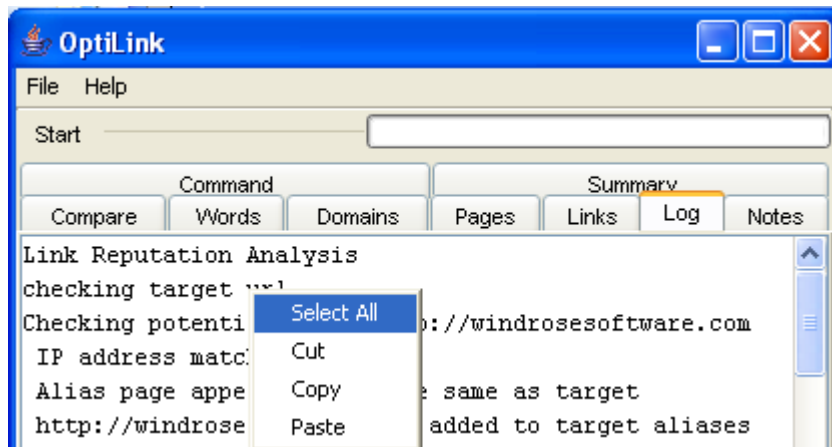 OptiLink
File Help
Start
Command Summary
Compare Words Domains Pages Links Log Notes
Link Reputation Analysis
checking target url
Checking potenti p://windrosesoftware.com
IP address matc
Alias page appe e same as target
http://windrose added to target aliases
Select All
Cut
Copy
Paste